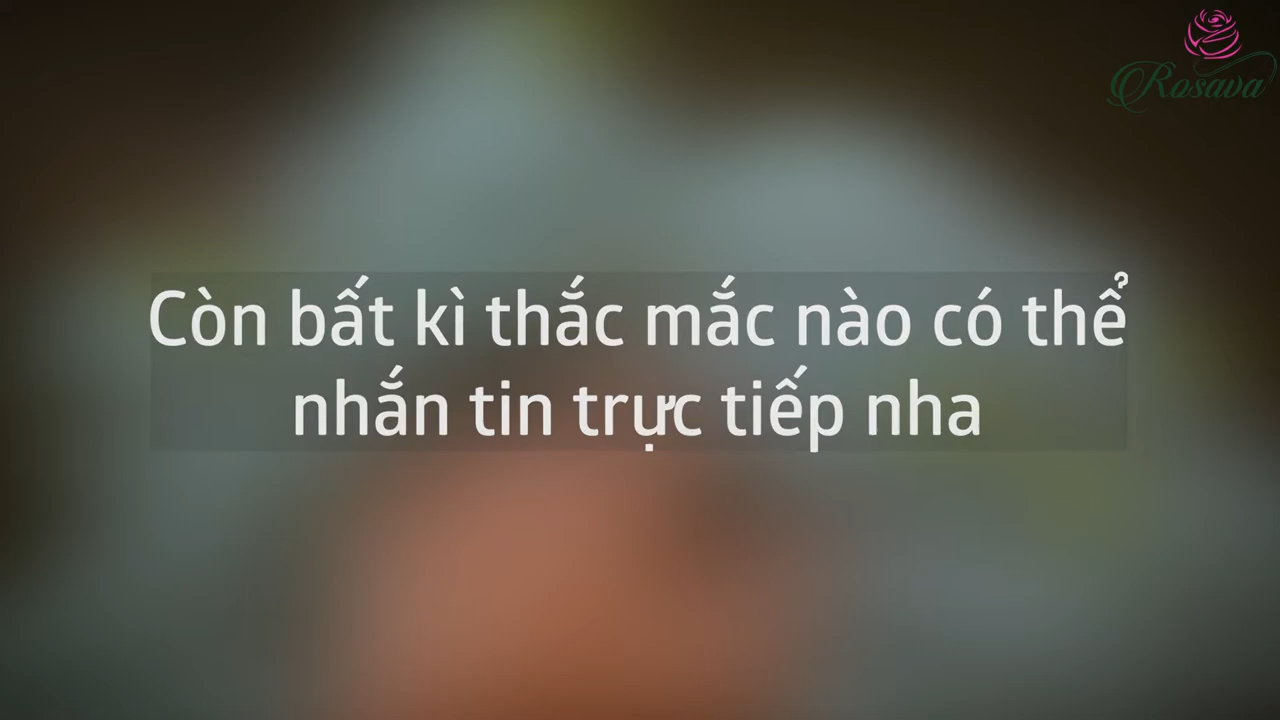 Rosava
Còn bất kì thắc mắc nào có thể
nhắn tin trực tiếp nha